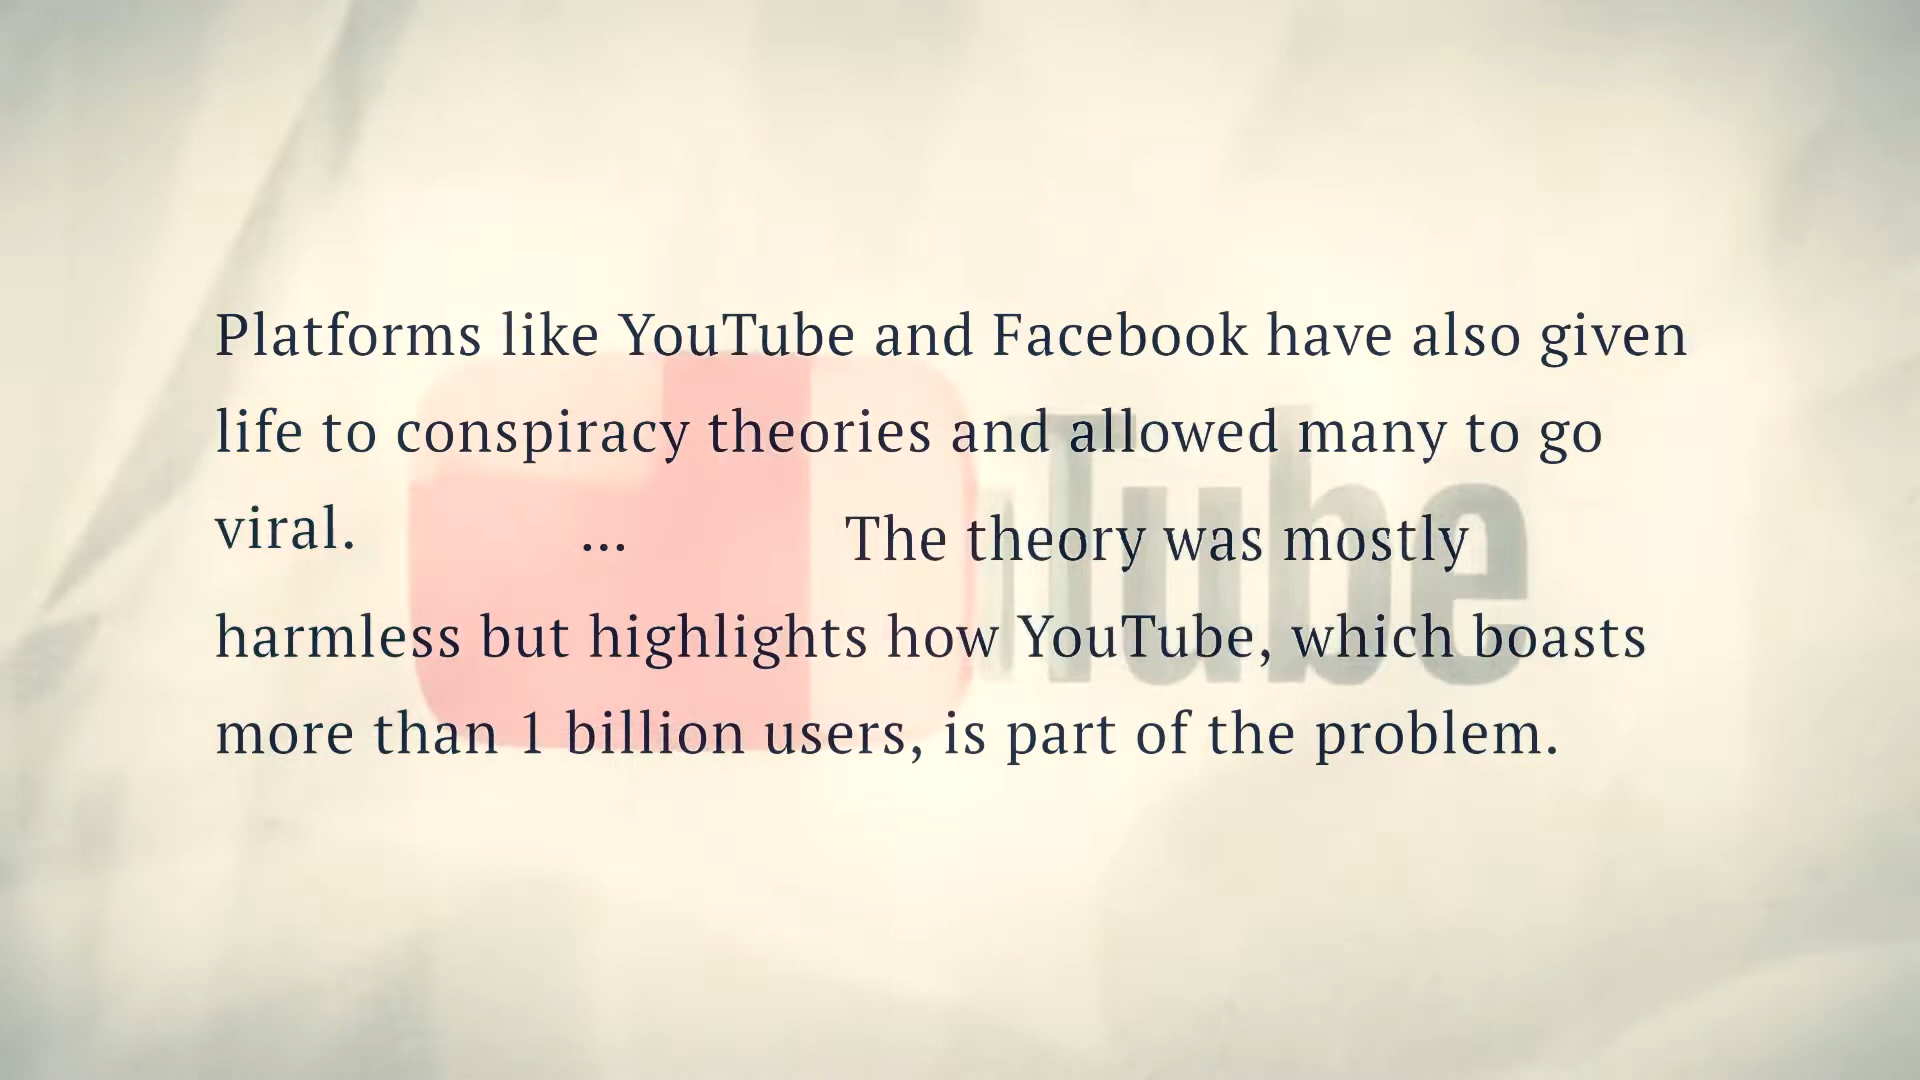 Platforms like YouTube and Facebook have also given
life to conspiracy theories and allowed many to go
viral. ... The theory was mostly
harmless but highlights how YouTube, which boasts
more than 1 billion users, is part of the problem.
Tube